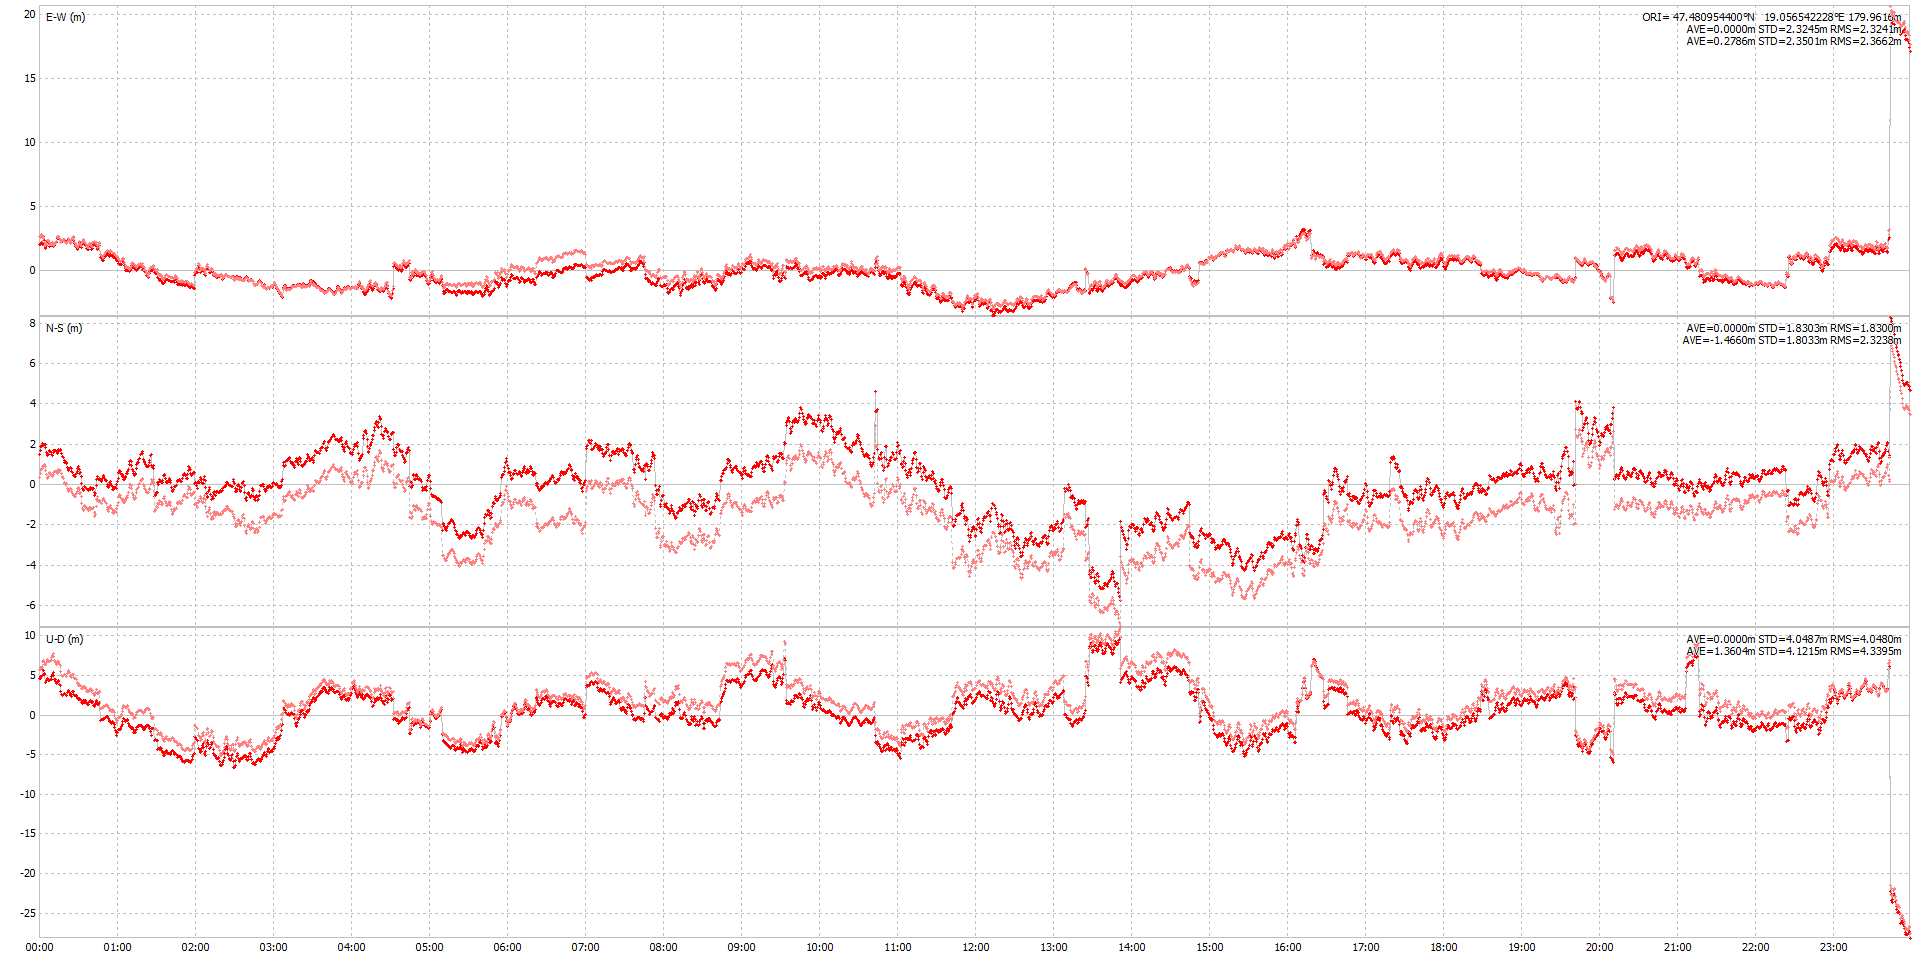 20 E-W (m) ORI= 47.480954400°N 19.056542228°E 179.9616m
AVE=0.0000m STD=2.3245m RMS=2.3241m
AVE=0.2786m STD=2.3501m RMS=2.3662m
15
10
5
0
8 N-S (m) AVE=0.0000m STD=1.8303m RMS=1.8300m
AVE=-1.4660m STD=1.8033m RMS=2.3238m
6
4
2
0
-2
-4
-6
10 U-D (m) AVE=0.0000m STD=4.0487m RMS=4.0480m
AVE=1.3604m STD=4.1215m RMS=4.3395m
5
0
-5
-10
-15
-20
-25
00:00 01:00 02:00 03:00 04:00 05:00 06:00 07:00 08:00 09:00 10:00 11:00 12:00 13:00 14:00 15:00 16:00 17:00 18:00 19:00 20:00 21:00 22:00 23:00